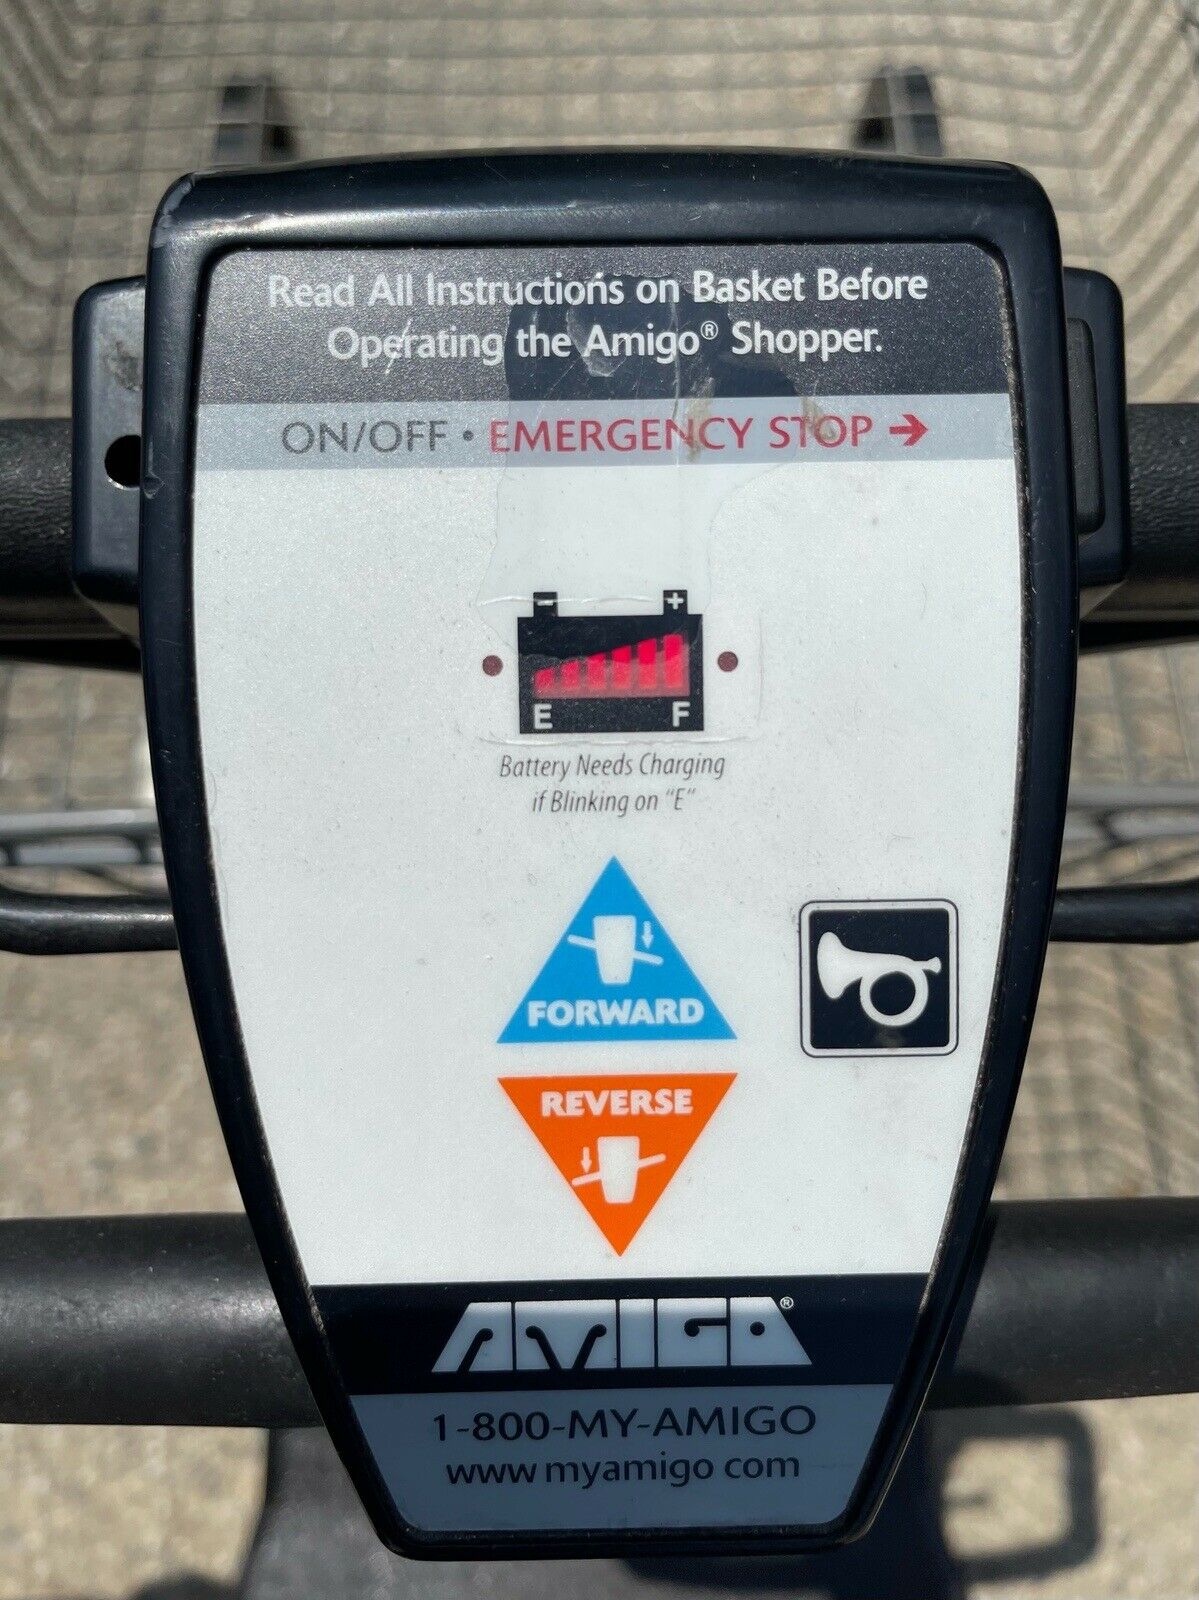 Read All Instructions on Basket Before
Operating the Amigo® Shopper.
ON/OFF • EMERGENCY STOP →
- +
E F
Battery Needs Charging
if Blinking on "E"
FORWARD
REVERSE
AMIGO®
1-800-MY-AMIGO
www myamigo com